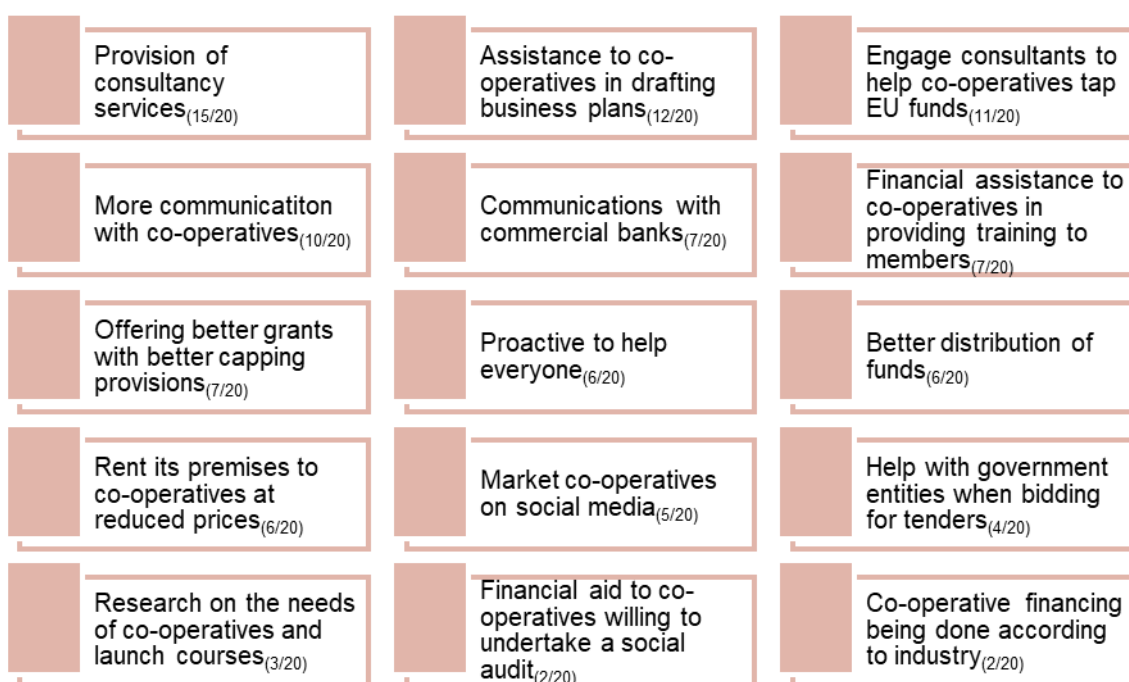 Provision of
consultancy
services(15/20)
Assistance to co-
operatives in drafting
business plans(12/20)
Engage consultants to
help co-operatives tap
EU funds(11/20)
More communicatiton
with co-operatives(10/20)
Communications with
commercial banks(7/20)
Financial assistance to
co-operatives in
providing training to
members(7/20)
Offering better grants
with better capping
provisions(7/20)
Proactive to help
everyone(6/20)
Better distribution of
funds(6/20)
Rent its premises to
co-operatives at
reduced prices(6/20)
Market co-operatives
on social media(5/20)
Help with government
entities when bidding
for tenders(4/20)
Research on the needs
of co-operatives and
launch courses(3/20)
Financial aid to co-
operatives willing to
undertake a social
audit(2/20)
Co-operative financing
being done according
to industry(2/20)